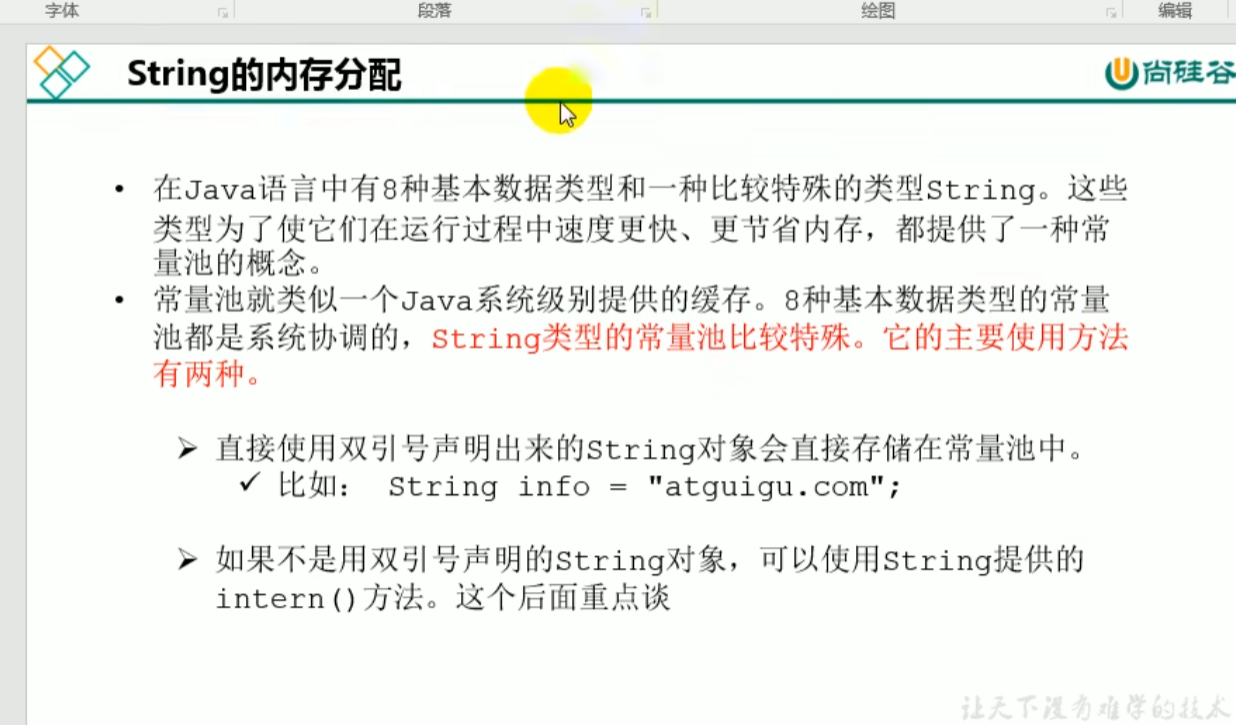 字体 段落 绘图 编辑
String的内存分配
尚硅谷
• 在Java语言中有8种基本数据类型和一种比较特殊的类型String。这些
类型为了使它们在运行过程中速度更快、更节省内存，都提供了一种常
量池的概念。
• 常量池就类似一个Java系统级别提供的缓存。8种基本数据类型的常量
池都是系统协调的，String类型的常量池比较特殊。它的主要使用方法
有两种。
➢ 直接使用双引号声明出来的String对象会直接存储在常量池中。
✓ 比如： String info = "atguigu.com";
➢ 如果不是用双引号声明的String对象，可以使用String提供的
intern()方法。这个后面重点谈
让天下没有难学的技术